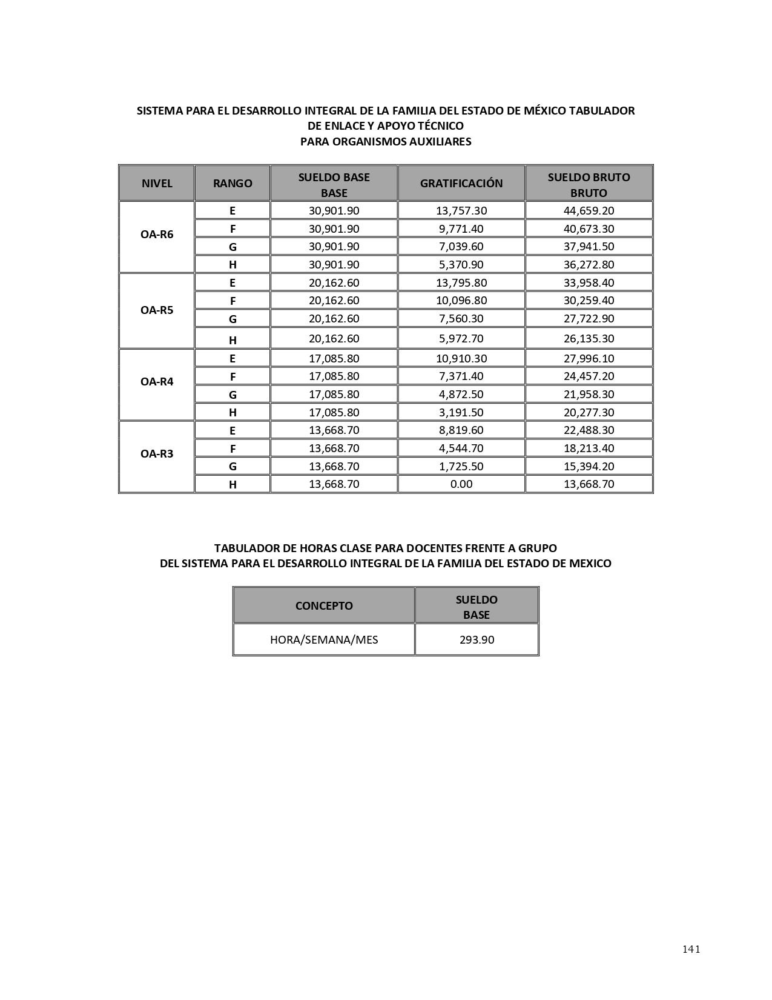 SISTEMA PARA EL DESARROLLO INTEGRAL DE LA FAMILIA DEL ESTADO DE MÉXICO TABULADOR
DE ENLACE Y APOYO TÉCNICO
PARA ORGANISMOS AUXILIARES
NIVEL RANGO SUELDO BASE BASE GRATIFICACIÓN SUELDO BRUTO BRUTO
OA-R6
E 30,901.90 13,757.30 44,659.20
F 30,901.90 9,771.40 40,673.30
G 30,901.90 7,039.60 37,941.50
H 30,901.90 5,370.90 36,272.80
OA-R5
E 20,162.60 13,795.80 33,958.40
F 20,162.60 10,096.80 30,259.40
G 20,162.60 7,560.30 27,722.90
H 20,162.60 5,972.70 26,135.30
OA-R4
E 17,085.80 10,910.30 27,996.10
F 17,085.80 7,371.40 24,457.20
G 17,085.80 4,872.50 21,958.30
H 17,085.80 3,191.50 20,277.30
OA-R3
E 13,668.70 8,819.60 22,488.30
F 13,668.70 4,544.70 18,213.40
G 13,668.70 1,725.50 15,394.20
H 13,668.70 0.00 13,668.70
TABULADOR DE HORAS CLASE PARA DOCENTES FRENTE A GRUPO
DEL SISTEMA PARA EL DESARROLLO INTEGRAL DE LA FAMILIA DEL ESTADO DE MEXICO
CONCEPTO SUELDO BASE
HORA/SEMANA/MES 293.90
141